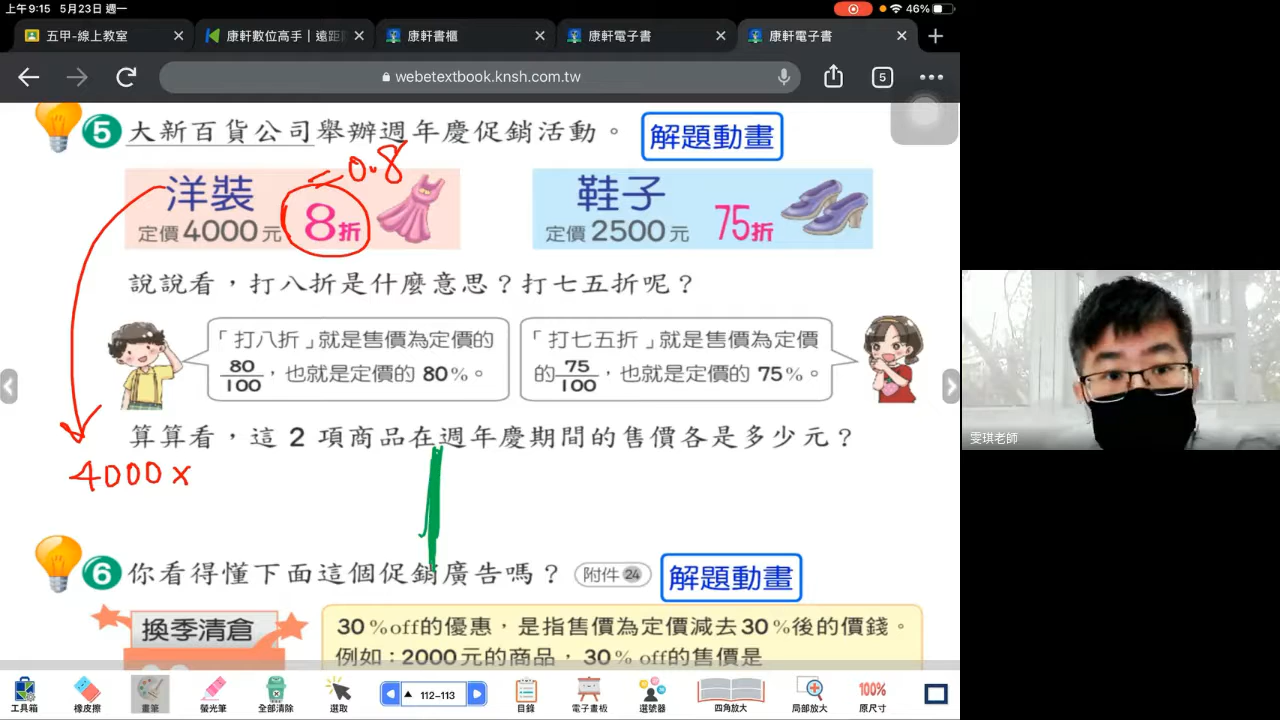 上午9:15 5月23日 週一
46%
五甲-線上教室
康軒數位高手｜遠距
康軒書櫃
康軒電子書
康軒電子書
webetextbook.knsh.com.tw
5
5 大新百貨公司舉辦週年慶促銷活動。
解題動畫
=0.8
洋裝
定價4000元 8折
鞋子
定價2500元 75折
說說看，打八折是什麼意思？打七五折呢？
「打八折」就是售價為定價的
80/100，也就是定價的 80%。
「打七五折」就是售價為定價
的75/100，也就是定價的 75%。
算算看，這 2 項商品在週年慶期間的售價各是多少元？
4000×
雯琪老師
6 你看得懂下面這個促銷廣告嗎？
附件24
解題動畫
換季清倉
30%off的優惠，是指售價為定價減去30%後的價錢。
例如：2000元的商品，30% off的售價是
工具箱
橡皮擦
畫筆
螢光筆
全部清除
選取
112-113
目錄
電子畫板
選號器
四角放大
局部放大
100%
原尺寸